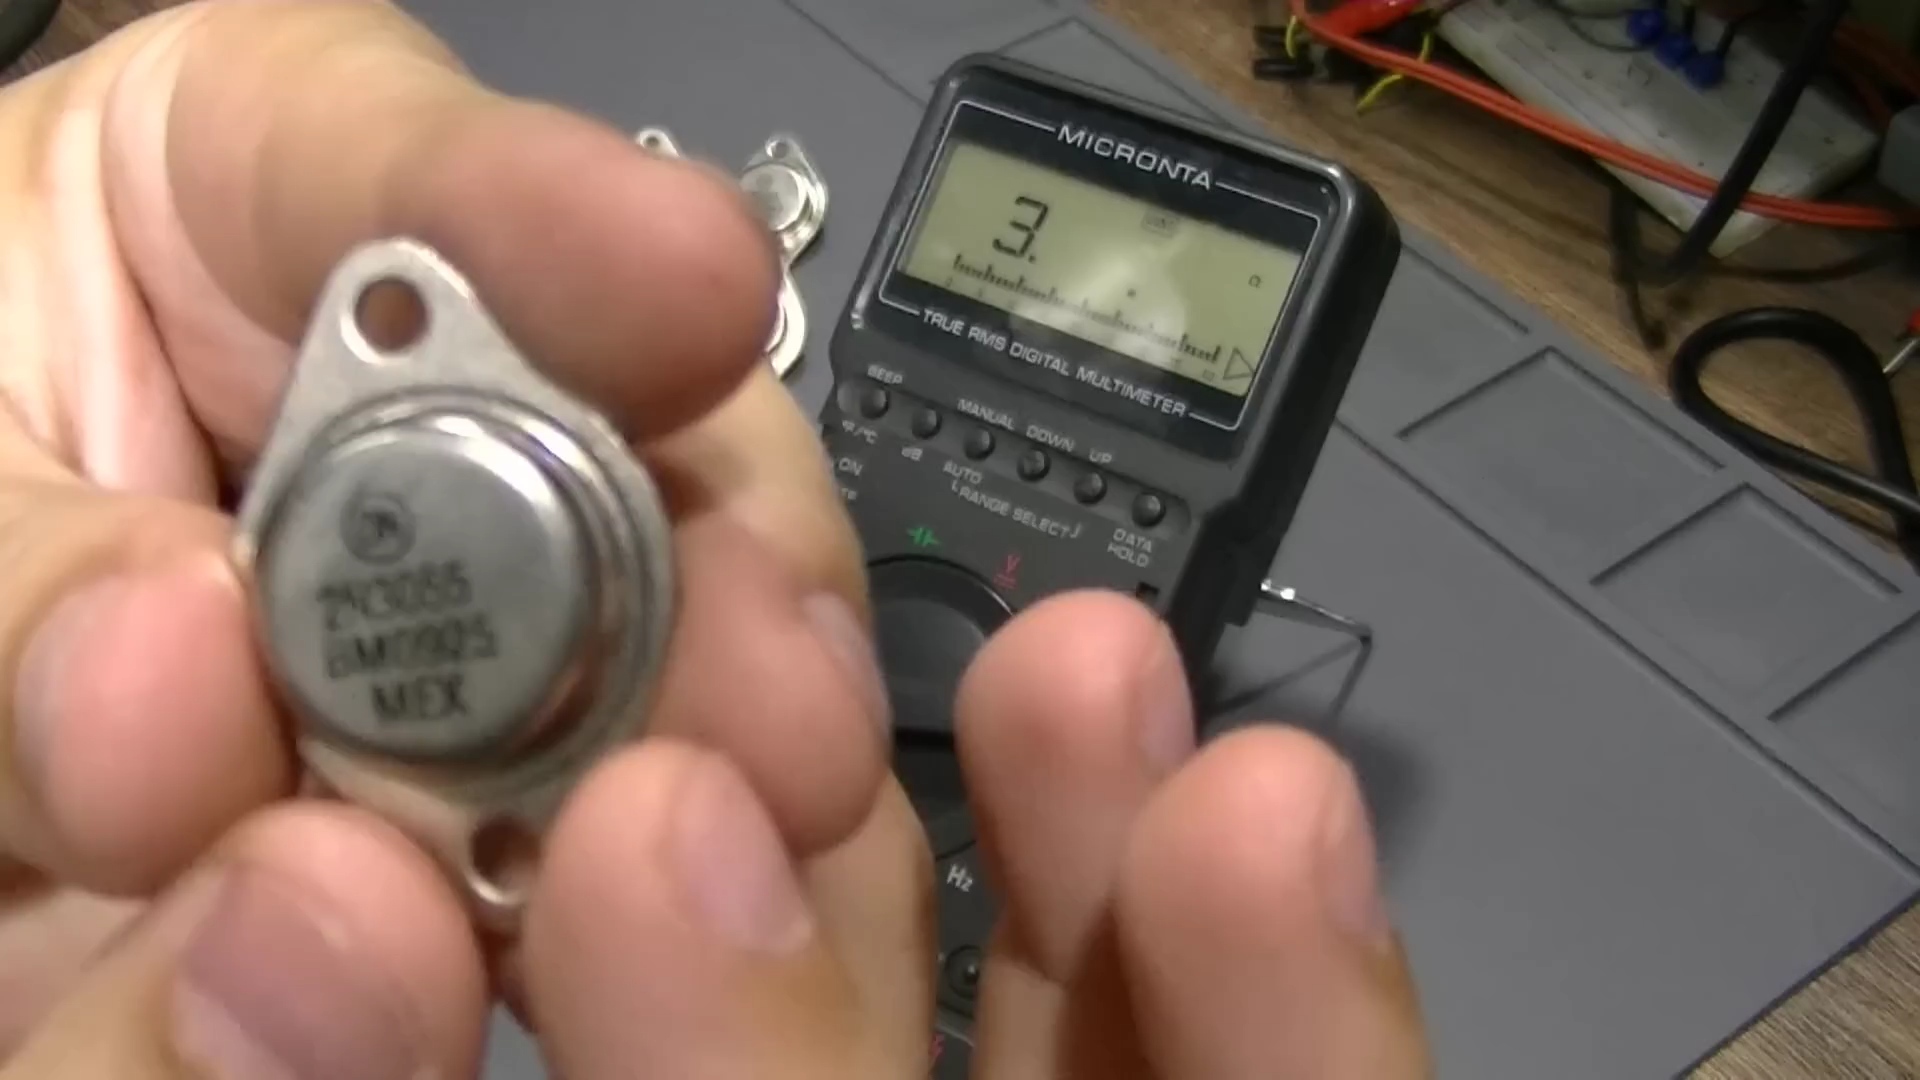 2N3055
MEX
MICRONTA
3.
TRUE RMS DIGITAL MULTIMETER
BEEP
MANUAL DOWN UP
°F/°C
dB
AUTO
RANGE SELECT
DATA
HOLD
ON
V
Hz